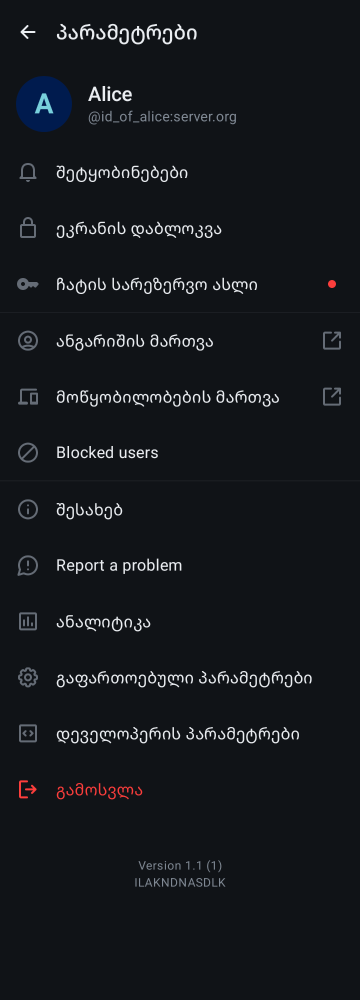 პარამეტრები
A
Alice
@id_of_alice:server.org
შეტყობინებები
ეკრანის დაბლოკვა
ჩატის სარეზერვო ასლი
ანგარიშის მართვა
მოწყობილობების მართვა
Blocked users
შესახებ
Report a problem
ანალიტიკა
გაფართოებული პარამეტრები
დეველოპერის პარამეტრები
გამოსვლა
Version 1.1 (1)
ILAKNDNASDLK